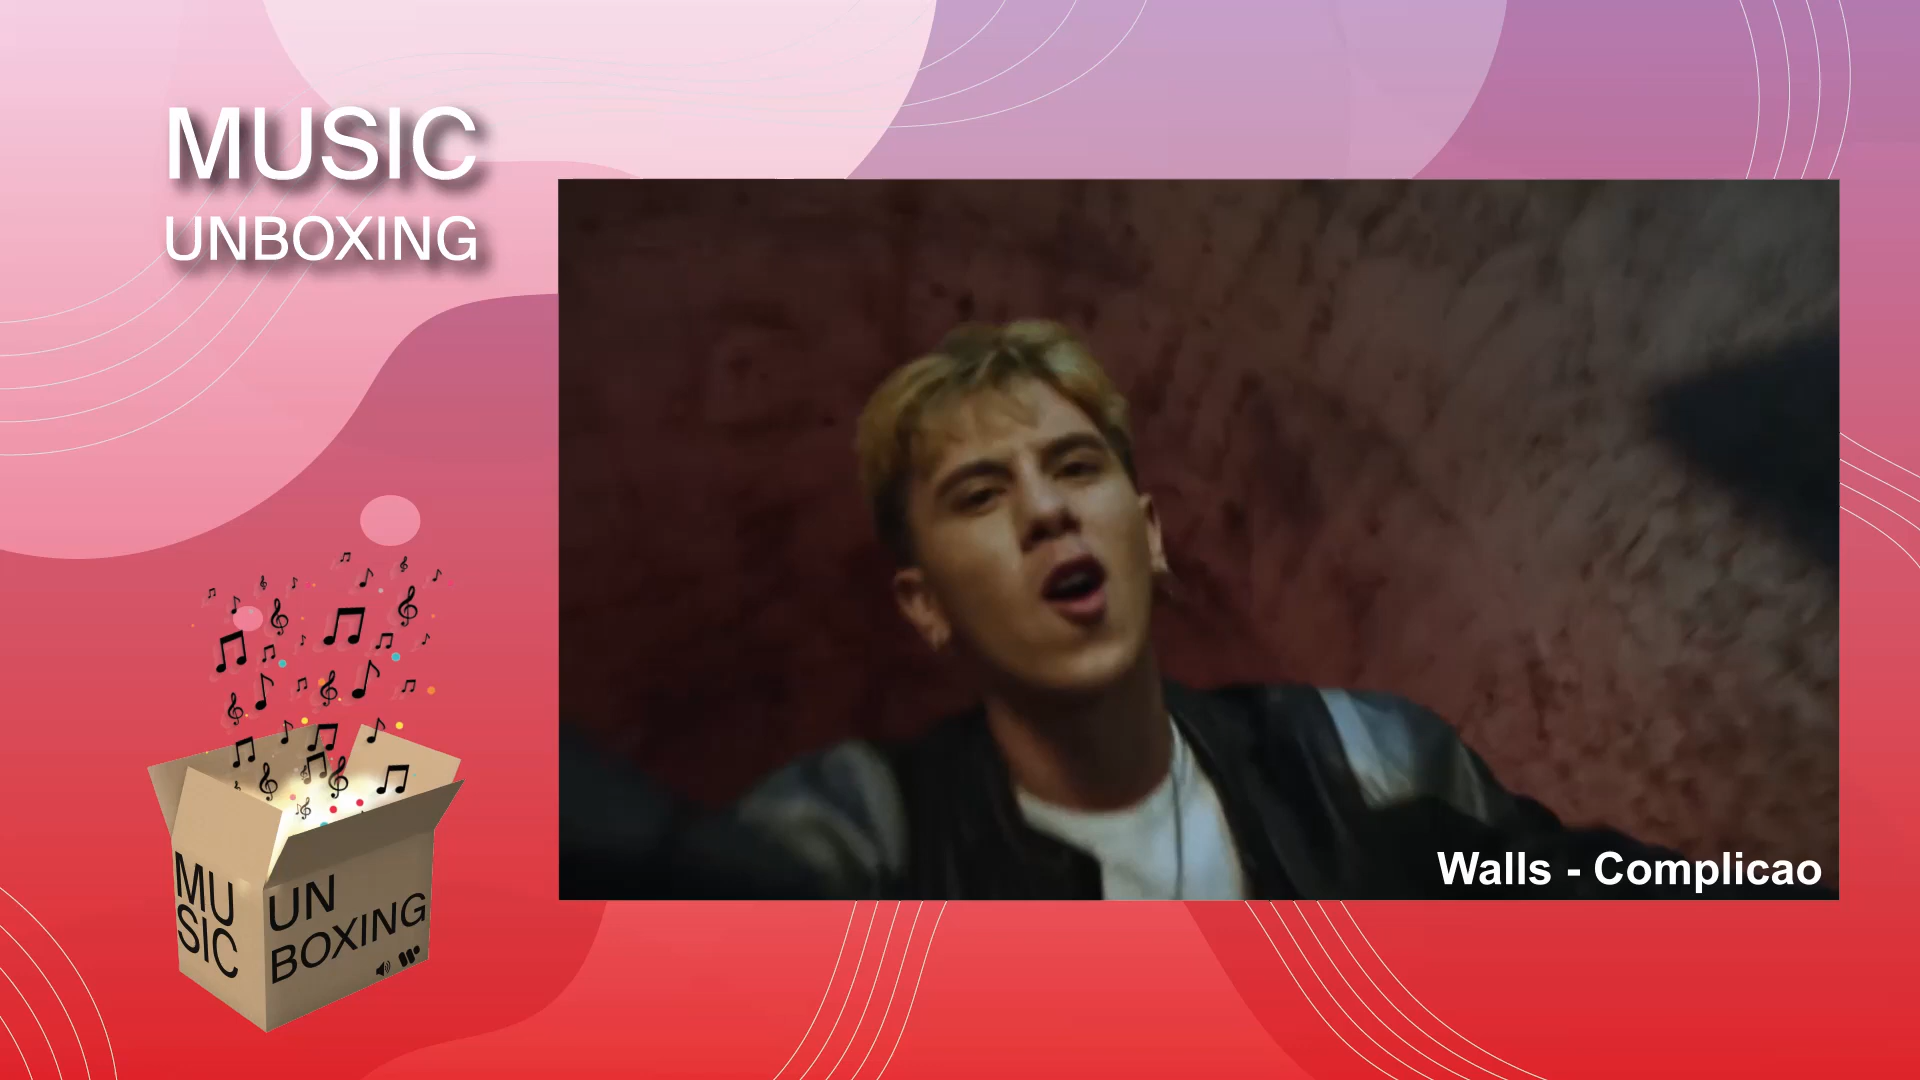 MUSIC
UNBOXING
Walls - Complicao
MU
SIC
UN
BOXING